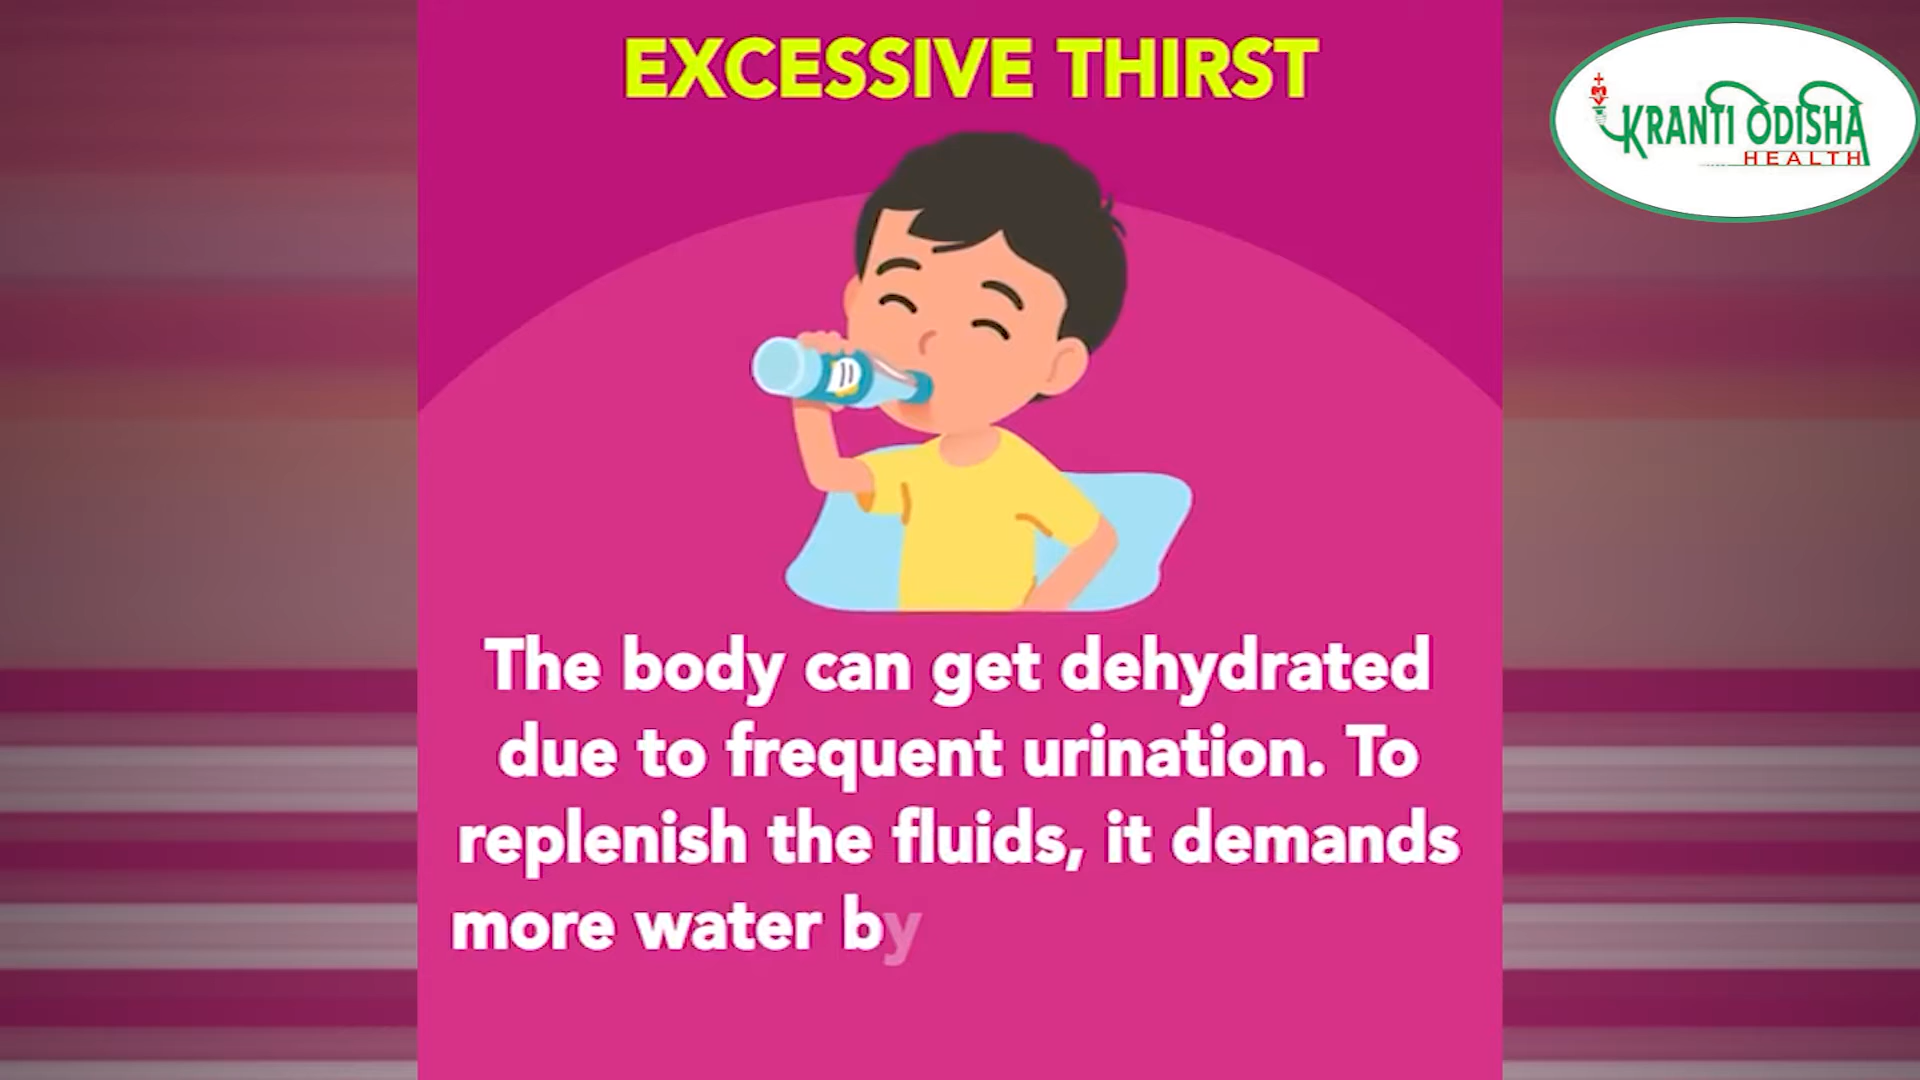 EXCESSIVE THIRST
KRANTI ODISHA
HEALTH
The body can get dehydrated
due to frequent urination. To
replenish the fluids, it demands
more water by